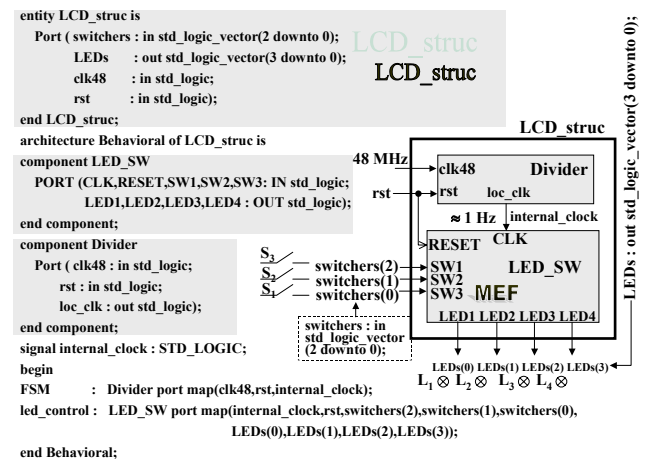 entity LCD_struc is
Port ( switchers : in std_logic_vector(2 downto 0);
LEDs : out std_logic_vector(3 downto 0);
clk48 : in std_logic;
rst : in std_logic);
end LCD_struc;
LCD_struc
LCD_struc
architecture Behavioral of LCD_struc is
component LED_SW
PORT (CLK,RESET,SW1,SW2,SW3: IN std_logic;
LED1,LED2,LED3,LED4 : OUT std_logic);
end component;
component Divider
Port ( clk48 : in std_logic;
rst : in std_logic;
loc_clk : out std_logic);
end component;
signal internal_clock : STD_LOGIC;
begin
FSM : Divider port map(clk48,rst,internal_clock);
led_control : LED_SW port map(internal_clock,rst,switchers(2),switchers(1),switchers(0),
LEDs(0),LEDs(1),LEDs(2),LEDs(3));
end Behavioral;
LCD_struc
48 MHz
clk48 Divider
rst
rst loc_clk
≈ 1 Hz internal_clock
RESET CLK
S3 switchers(2) SW1 LED_SW
S2 switchers(1) SW2
S1 switchers(0) SW3 MEF
LED1 LED2 LED3 LED4
switchers : in
std_logic_vector
(2 downto 0);
LEDs(0) LEDs(1) LEDs(2) LEDs(3)
L1 ⊗ L2 ⊗ L3 ⊗ L4 ⊗
LEDs : out std_logic_vector(3 downto 0);